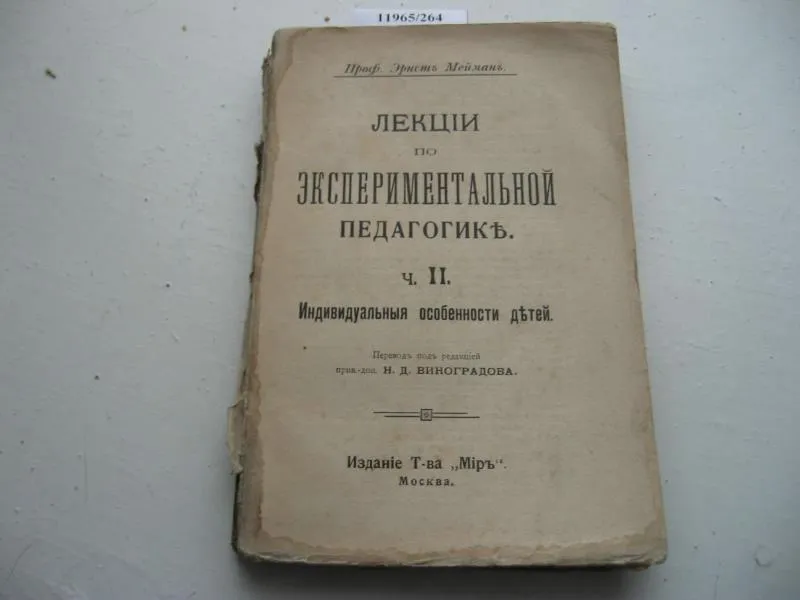 11965/264
Проф. Эрнстъ Мейманъ.
ЛЕКЦІИ
ПО
ЭКСПЕРИМЕНТАЛЬНОЙ
ПЕДАГОГИКѢ.
Ч. II.
Индивидуальныя особенности дѣтей.
Переводъ подъ редакціей
прив.-доц. Н. Д. ВИНОГРАДОВА.
Изданіе Т-ва „Міръ“.
Москва.